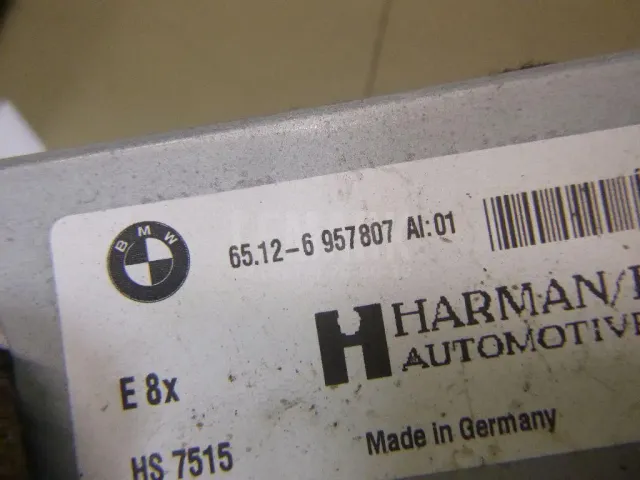 BMW
65.12-6 957807 AI:01
HARMAN/
AUTOMOTIVE
E 8x
Made in Germany
HS 7515